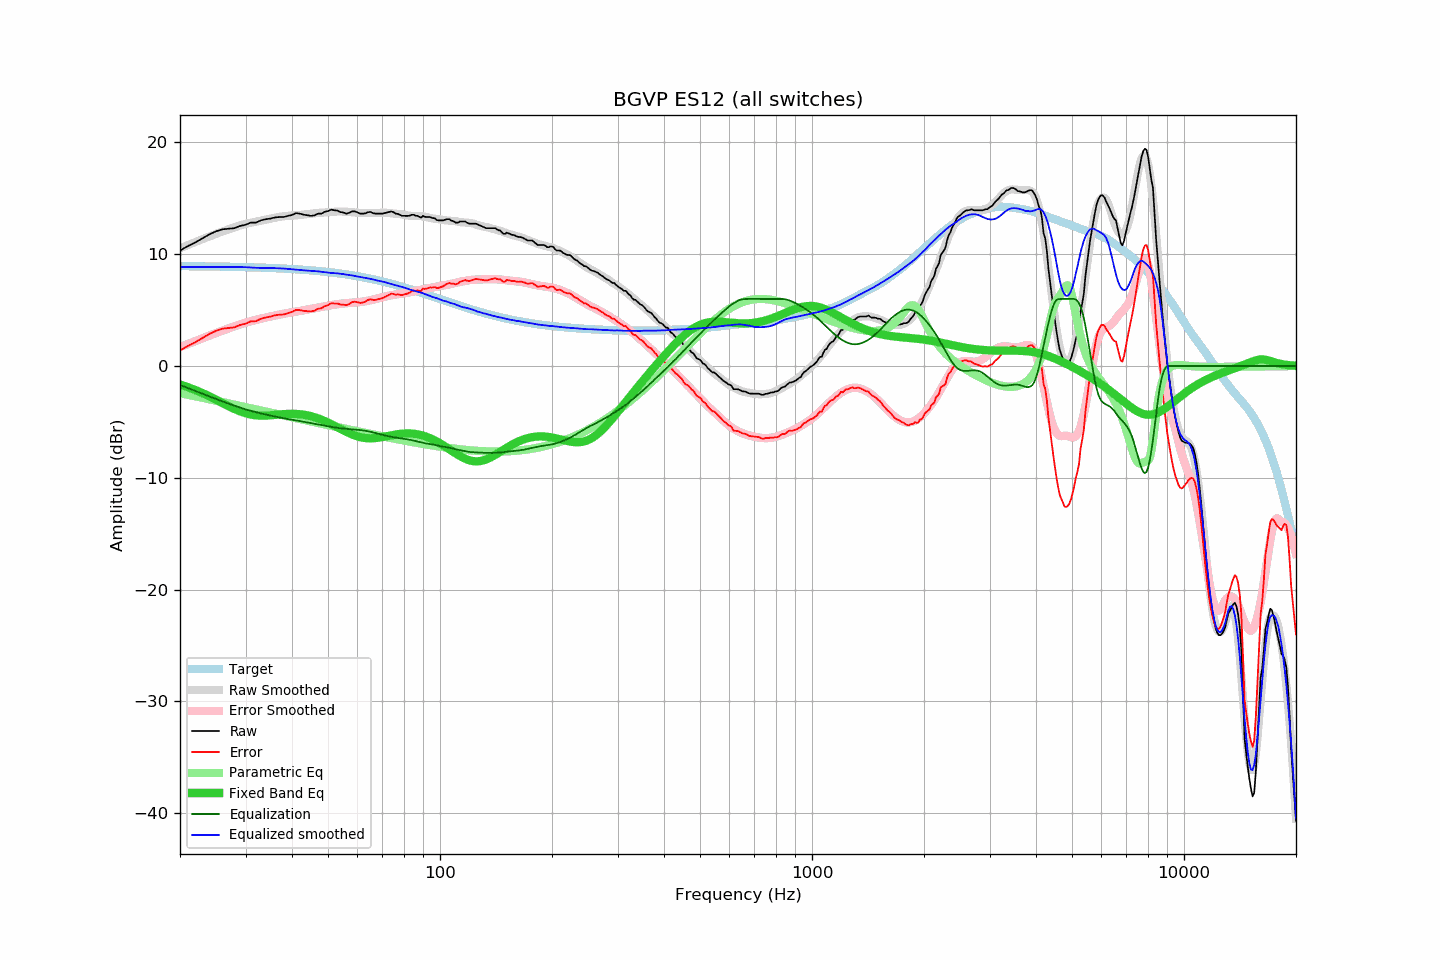 BGVP ES12 (all switches)
20
10
0
−10
−20
−30
−40
Amplitude (dBr)
Target
Raw Smoothed
Error Smoothed
Raw
Error
Parametric Eq
Fixed Band Eq
Equalization
Equalized smoothed
100
1000
10000
Frequency (Hz)